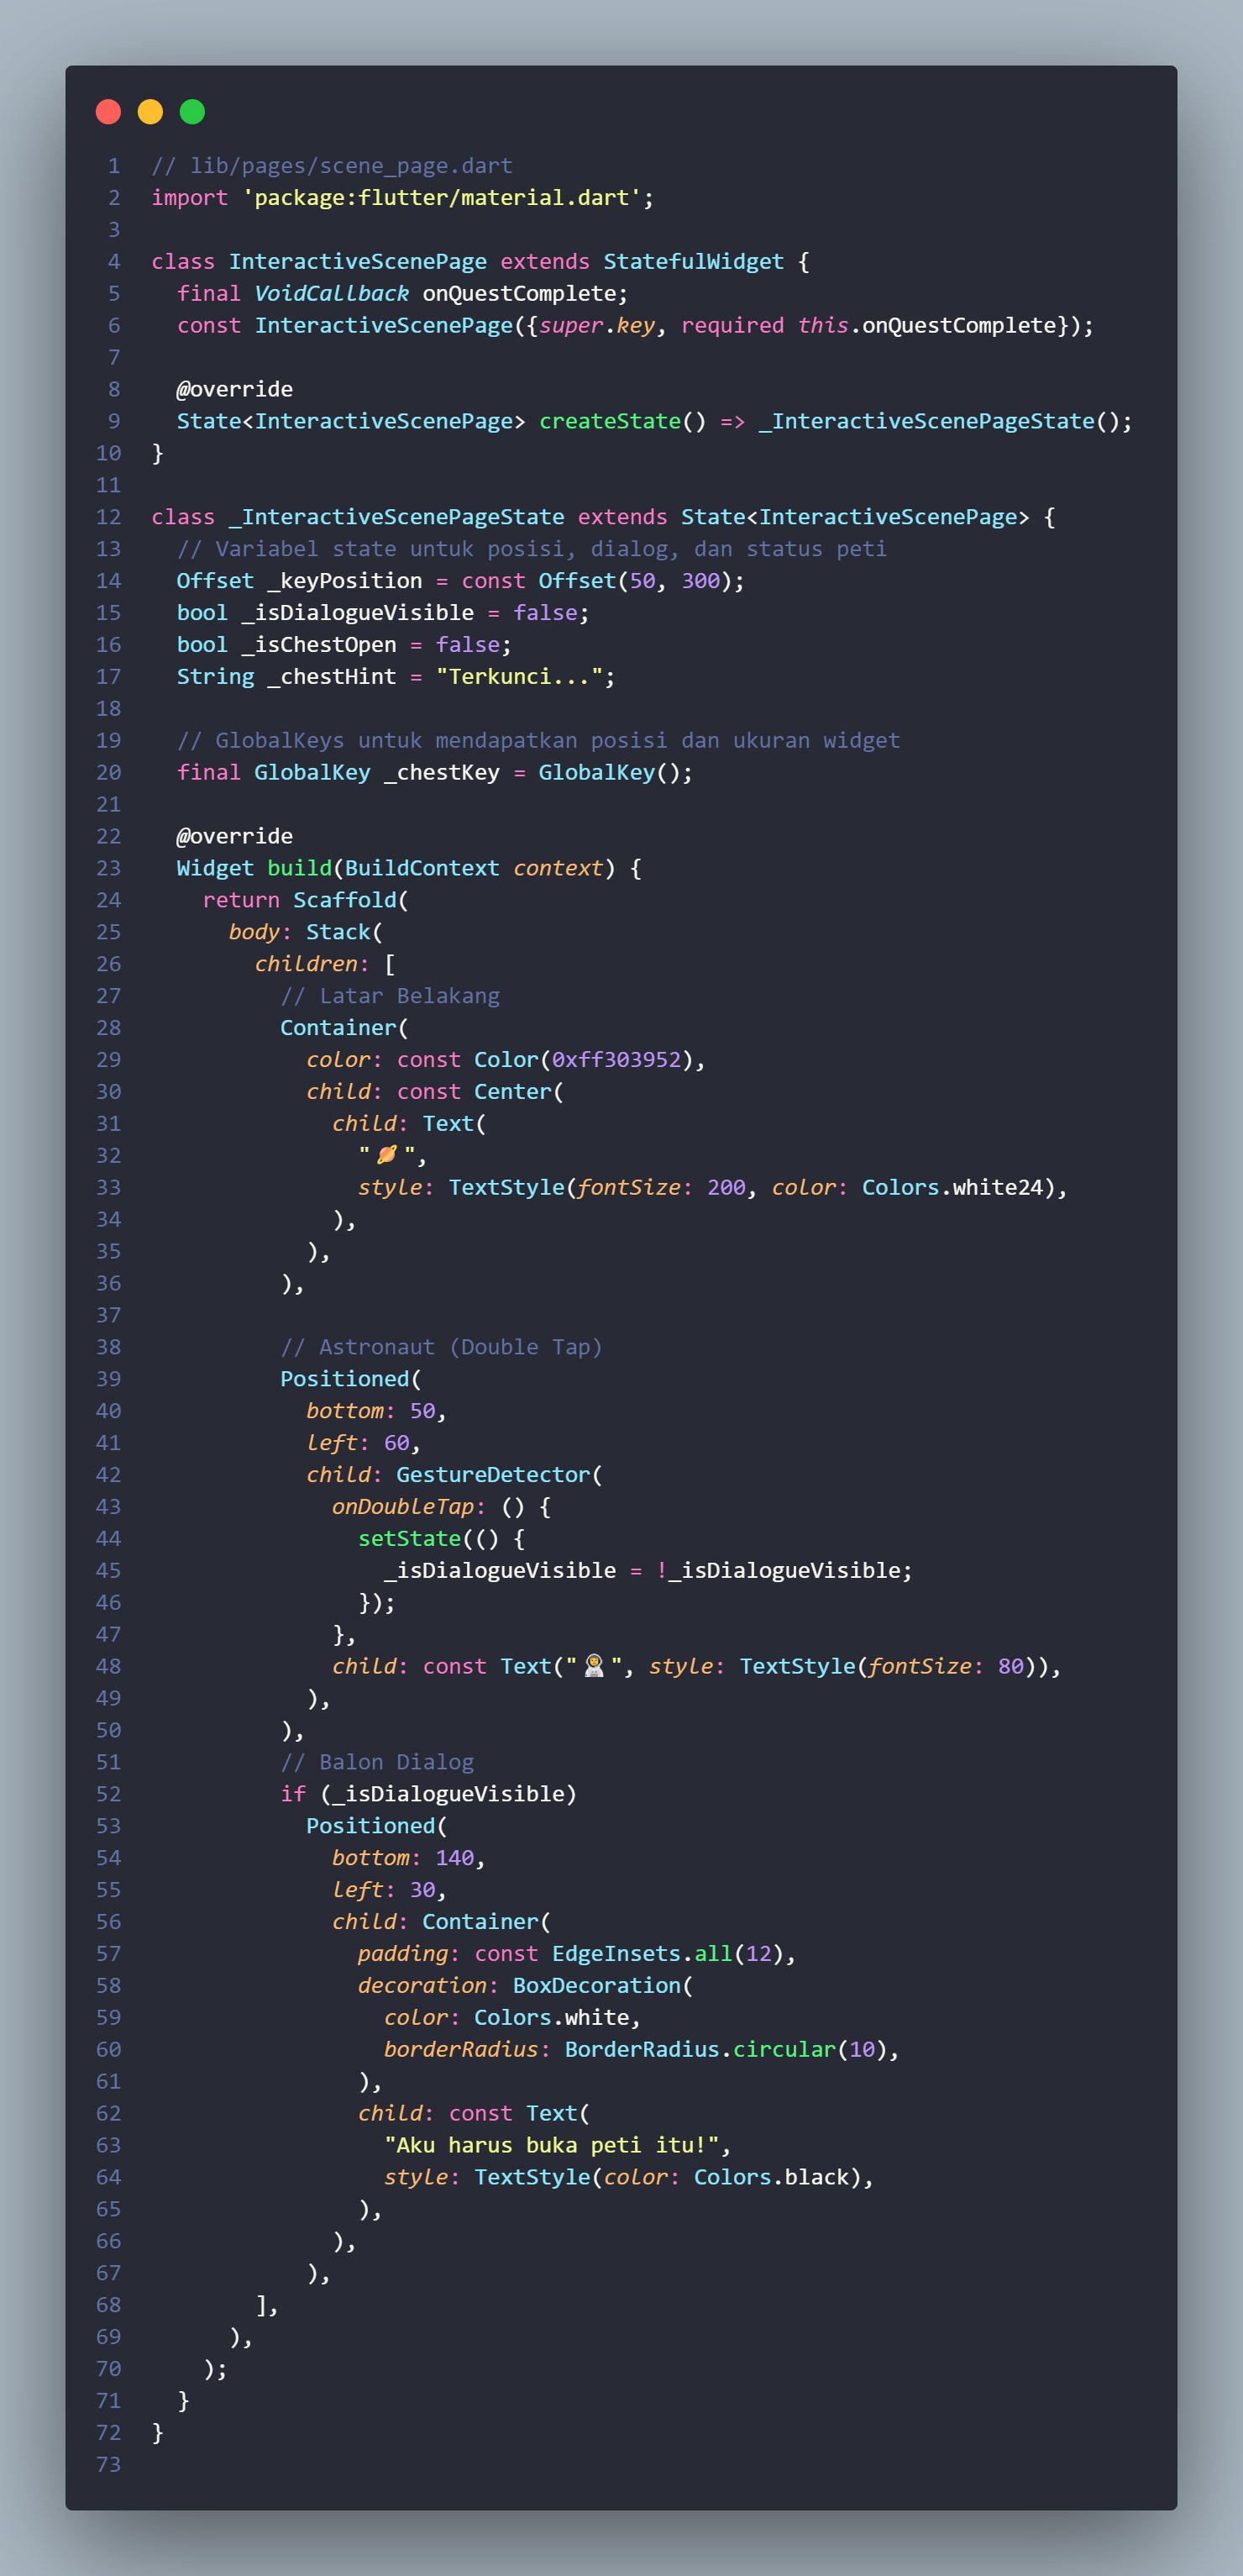 1 // lib/pages/scene_page.dart
2 import 'package:flutter/material.dart';
3
4 class InteractiveScenePage extends StatefulWidget {
5   final VoidCallback onQuestComplete;
6   const InteractiveScenePage({super.key, required this.onQuestComplete});
7
8   @override
9   State<InteractiveScenePage> createState() => _InteractiveScenePageState();
10 }
11
12 class _InteractiveScenePageState extends State<InteractiveScenePage> {
13   // Variabel state untuk posisi, dialog, dan status peti
14   Offset _keyPosition = const Offset(50, 300);
15   bool _isDialogueVisible = false;
16   bool _isChestOpen = false;
17   String _chestHint = "Terkunci...";
18
19   // GlobalKeys untuk mendapatkan posisi dan ukuran widget
20   final GlobalKey _chestKey = GlobalKey();
21
22   @override
23   Widget build(BuildContext context) {
24     return Scaffold(
25       body: Stack(
26         children: [
27           // Latar Belakang
28           Container(
29             color: const Color(0xff303952),
30             child: const Center(
31               child: Text(
32                 "🪐",
33                 style: TextStyle(fontSize: 200, color: Colors.white24),
34               ),
35             ),
36           ),
37
38           // Astronaut (Double Tap)
39           Positioned(
40             bottom: 50,
41             left: 60,
42             child: GestureDetector(
43               onDoubleTap: () {
44                 setState(() {
45                   _isDialogueVisible = !_isDialogueVisible;
46                 });
47               },
48               child: const Text("👩‍🚀", style: TextStyle(fontSize: 80)),
49             ),
50           ),
51           // Balon Dialog
52           if (_isDialogueVisible)
53             Positioned(
54               bottom: 140,
55               left: 30,
56               child: Container(
57                 padding: const EdgeInsets.all(12),
58                 decoration: BoxDecoration(
59                   color: Colors.white,
60                   borderRadius: BorderRadius.circular(10),
61                 ),
62                 child: const Text(
63                   "Aku harus buka peti itu!",
64                   style: TextStyle(color: Colors.black),
65                 ),
66               ),
67             ),
68         ],
69       ),
70     );
71   }
72 }
73